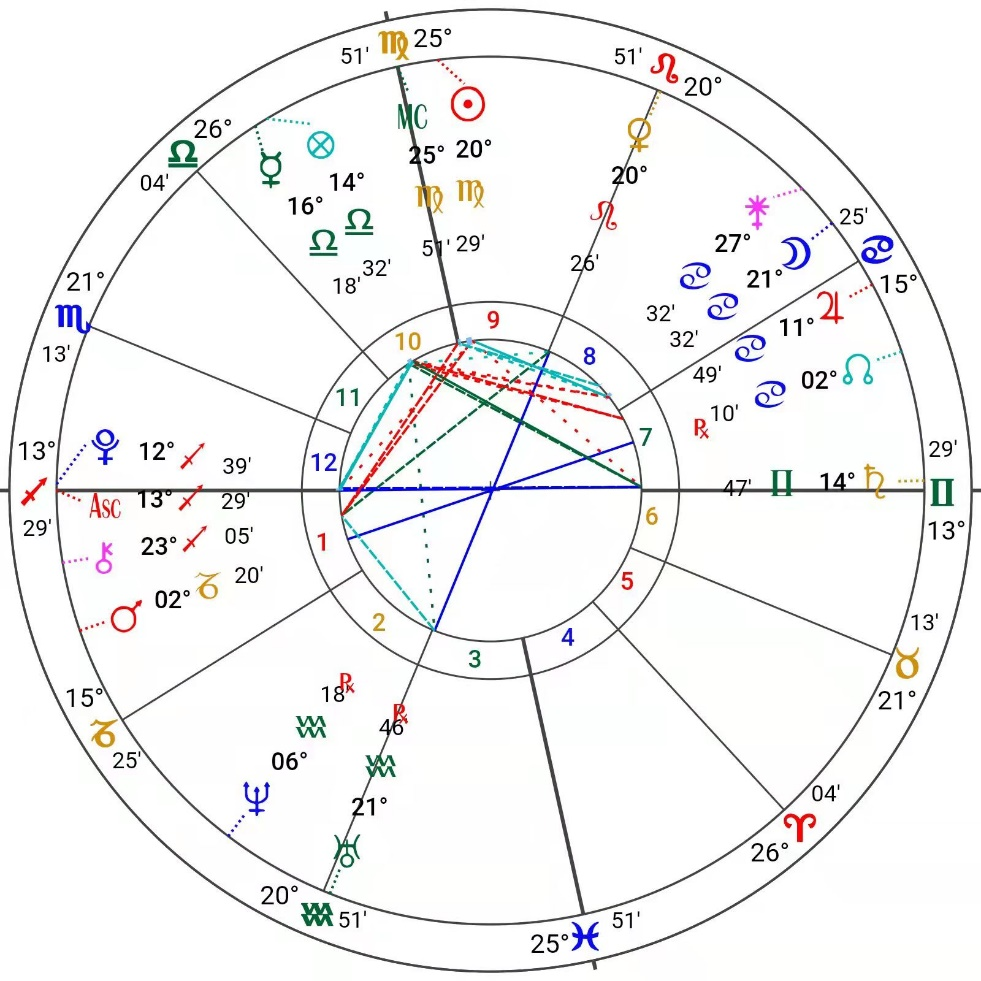 51' ♍ 25°
51' ♌ 20°
26° ♎ 04'
MC 25° ♍ 51'
☉ 20° ♍ 29'
♀ 20° ♌ 26'
☿ 16° ♎ 18'
⊗ 14° ♎ 32'
27° ♋ 32'
☽ 21° ♋ 32'
25' ♋ 15°
♃ 11° ♋ 49'
☊ 02° ♋ 10' ℞
21° ♏ 13'
9
10
8
11
7
12
6
1
5
2
4
3
13° ♐ 29'
♇ 12° ♐ 39'
Asc 13° ♐ 29'
⚷ 23° ♐ 05'
♂ 02° ♑ 20'
47' ♊ 14° ♄
29' ♊ 13°
13' ♉ 21°
15° ♑ 25'
♆ 06° ♒ 18' ℞
♅ 21° ♒ 46' ℞
04' ♈ 26°
20° ♒ 51'
25° ♓ 51'